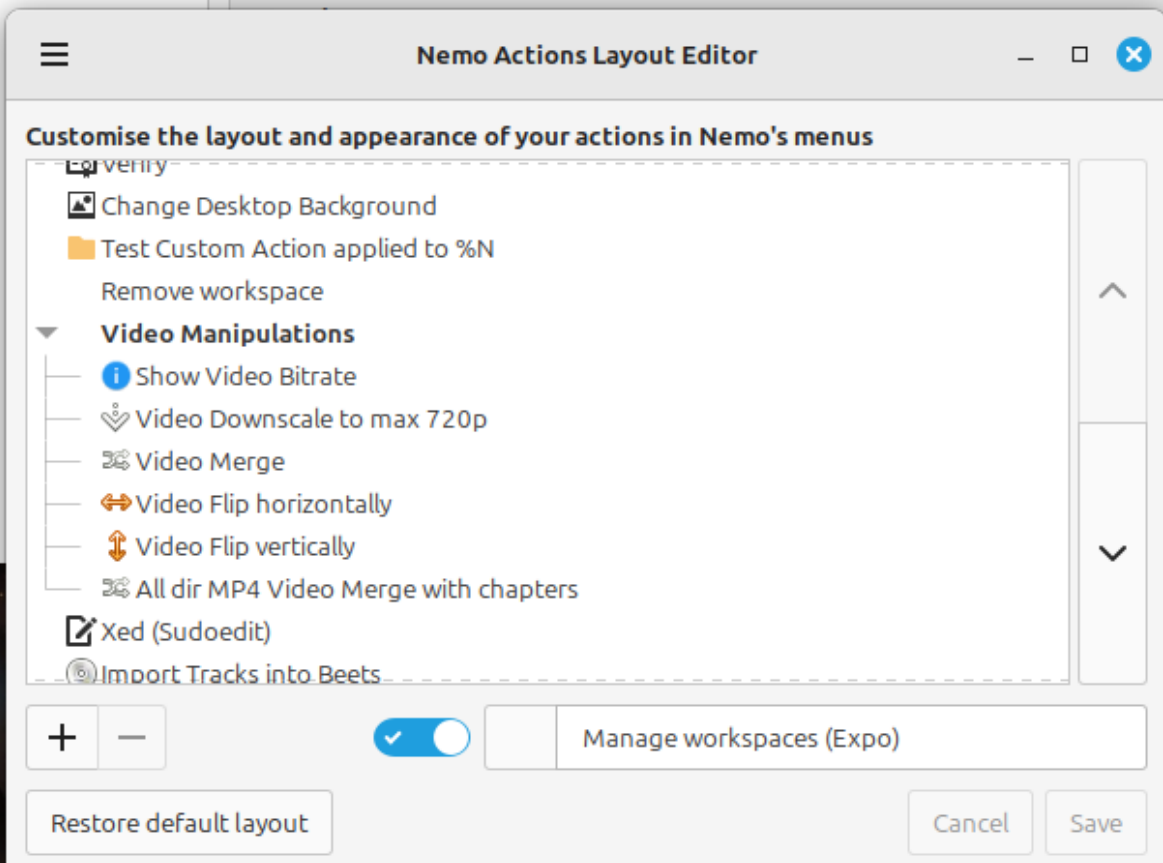 Nemo Actions Layout Editor
Customise the layout and appearance of your actions in Nemo's menus
Verify
Change Desktop Background
Test Custom Action applied to %N
Remove workspace
Video Manipulations
Show Video Bitrate
Video Downscale to max 720p
Video Merge
Video Flip horizontally
Video Flip vertically
All dir MP4 Video Merge with chapters
Xed (Sudoedit)
Import Tracks into Beets
Manage workspaces (Expo)
Restore default layout
Cancel
Save